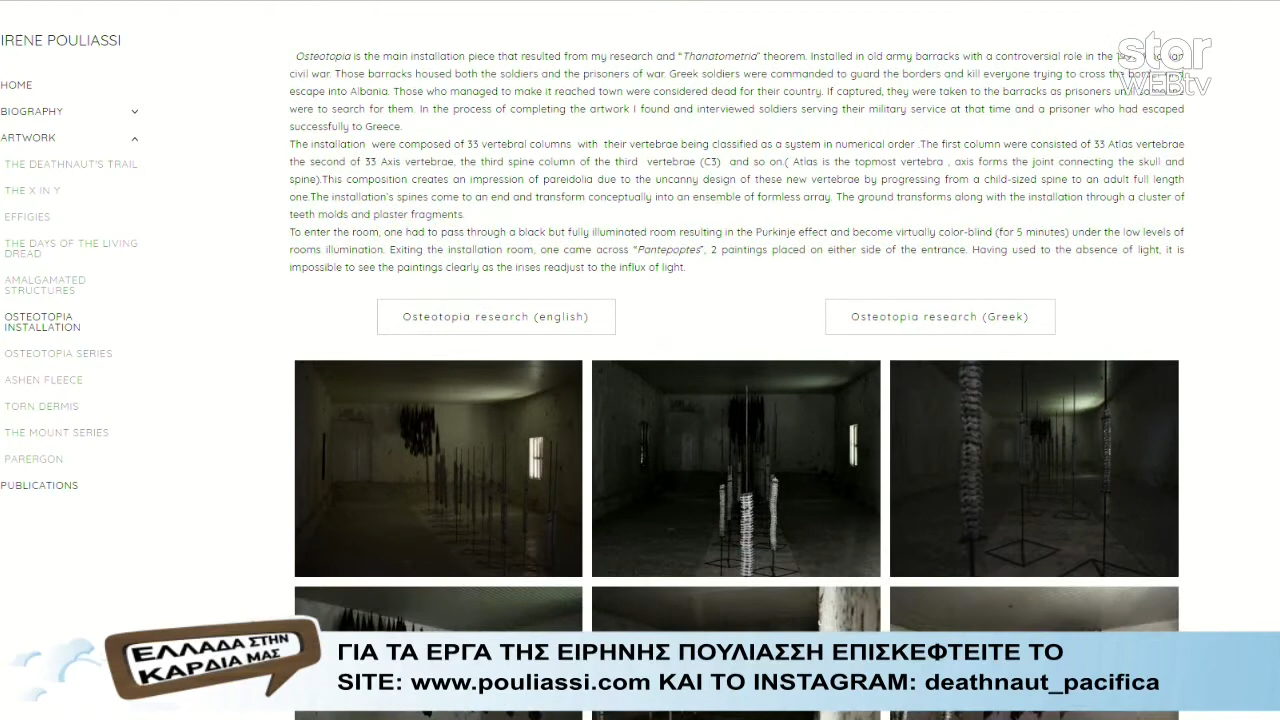 IRENE POULIASSI
HOME
BIOGRAPHY
ARTWORK
THE DEATHNAUT'S TRAIL
THE X IN Y
EFFIGIES
THE DAYS OF THE LIVING
DREAD
AMALGAMATED
STRUCTURES
OSTEOTOPIA
INSTALLATION
OSTEOTOPIA SERIES
ASHEN FLEECE
TORN DERMIS
THE MOUNT SERIES
PARERGON
PUBLICATIONS
Osteotopia is the main installation piece that resulted from my research and “Thanatometria” theorem. Installed in old army barracks with a controversial role in the
civil war. Those barracks housed both the soldiers and the prisoners of war. Greek soldiers were commanded to guard the borders and kill everyone trying to cross the
escape into Albania. Those who managed to make it reached town were considered dead for their country. If captured, they were taken to the barracks as prisoners
were to search for them. In the process of completing the artwork I found and interviewed soldiers serving their military service at that time and a prisoner who had escaped
successfully to Greece.
The installation were composed of 33 vertebral columns with their vertebrae being classified as a system in numerical order .The first column were consisted of 33 Atlas vertebrae
the second of 33 Axis vertebrae, the third spine column of the third vertebrae (C3) and so on.( Atlas is the topmost vertebra , axis forms the joint connecting the skull and
spine).This composition creates an impression of pareidolia due to the uncanny design of these new vertebrae by progressing from a child-sized spine to an adult full length
one.The installation's spines come to an end and transform conceptually into an ensemble of formless array. The ground transforms along with the installation through a cluster of
teeth molds and plaster fragments.
To enter the room, one had to pass through a black but fully illuminated room resulting in the Purkinje effect and become virtually color-blind (for 5 minutes) under the low levels of
rooms illumination. Exiting the installation room, one came across “Pantepoptes”, 2 paintings placed on either side of the entrance. Having used to the absence of light, it is
impossible to see the paintings clearly as the irises readjust to the influx of light.
Osteotopia research (english)
Osteotopia research (Greek)
star
WEBtv
ΕΛΛΑΔΑ ΣΤΗΝ
ΚΑΡΔΙΑ ΜΑΣ
ΓΙΑ ΤΑ ΕΡΓΑ ΤΗΣ ΕΙΡΗΝΗΣ ΠΟΥΛΙΑΣΣΗ ΕΠΙΣΚΕΦΤΕΙΤΕ ΤΟ
SITE: www.pouliassi.com ΚΑΙ ΤΟ INSTAGRAM: deathnaut_pacifica